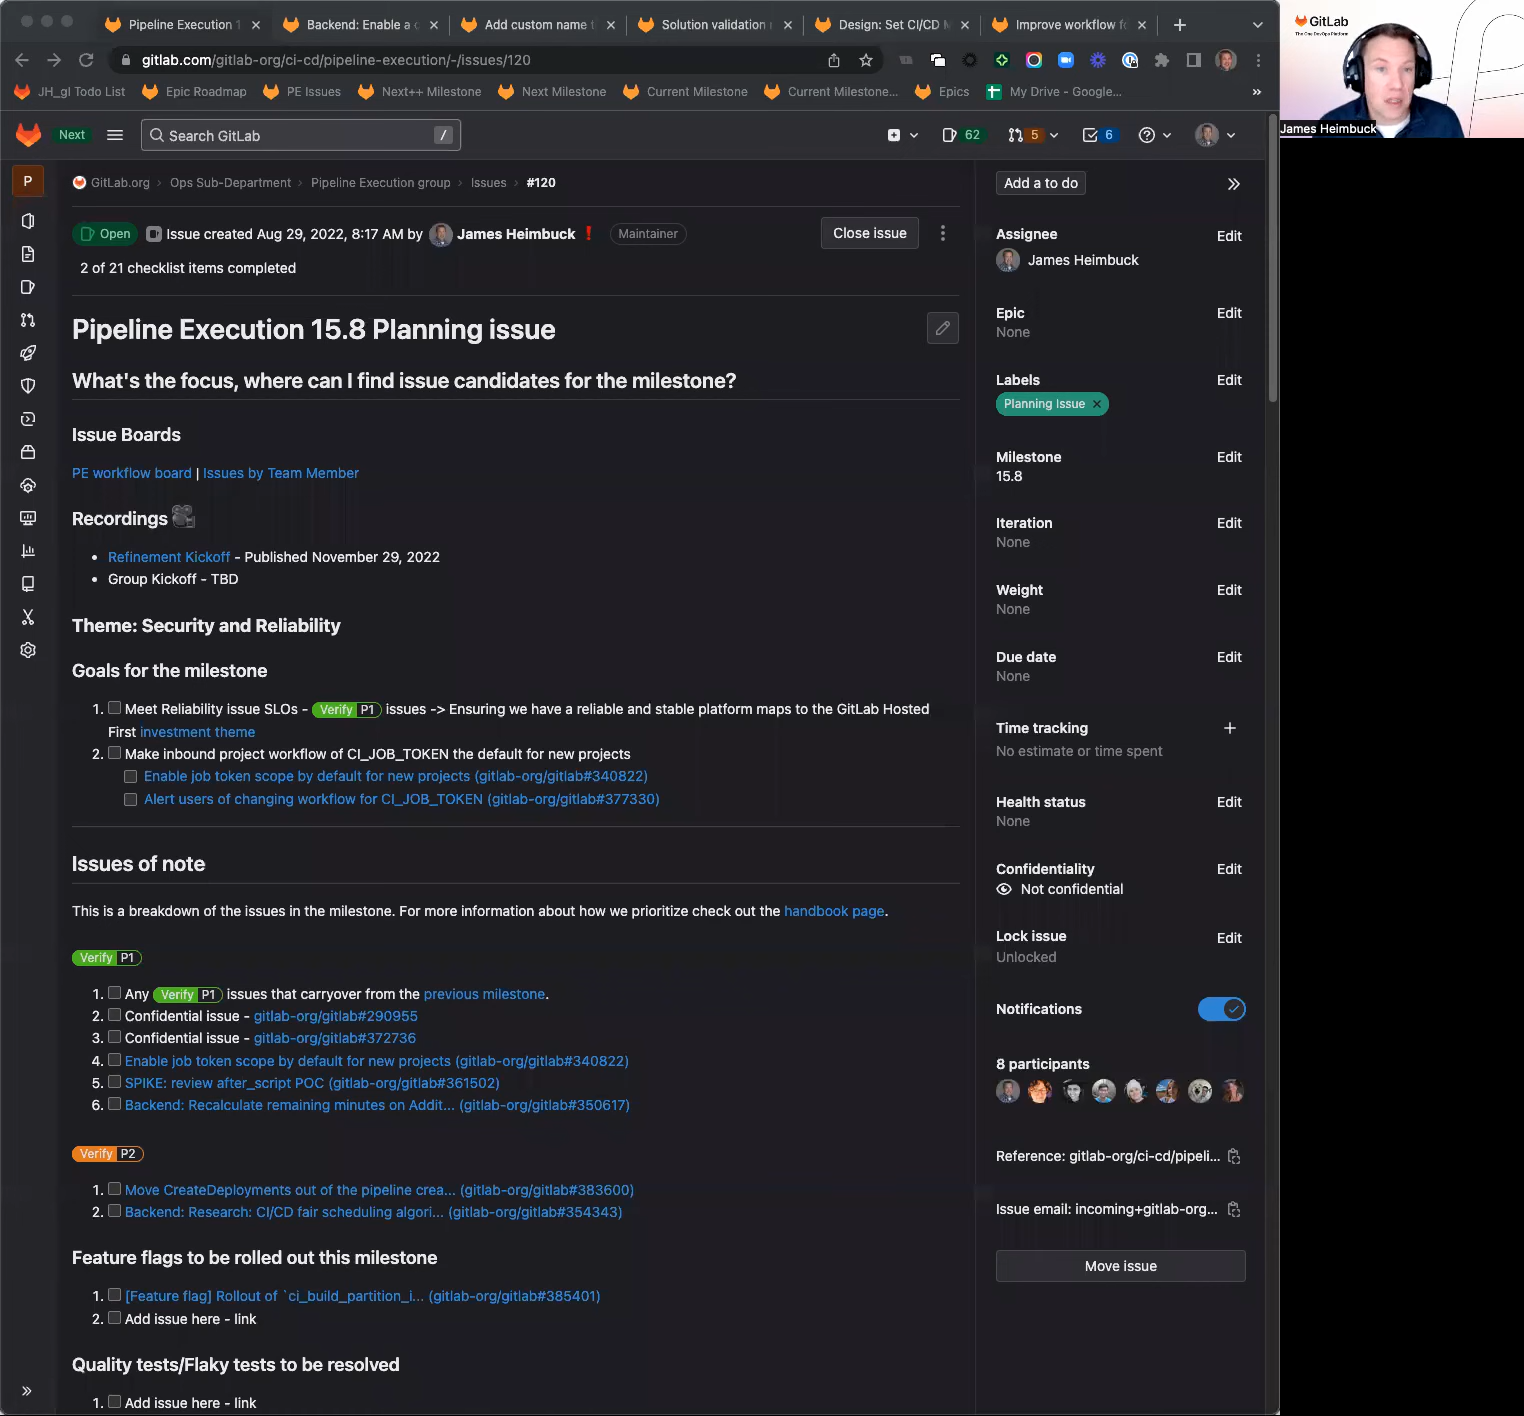 Pipeline Execution 1
Backend: Enable a c
Add custom name f
Solution validation
Design: Set CI/CD
Improve workflow fo
gitlab.com/gitlab-org/ci-cd/pipeline-execution/-/issues/120
JH_gl Todo List
Epic Roadmap
PE Issues
Next++ Milestone
Next Milestone
Current Milestone
Current Milestone...
Epics
My Drive - Google...
GitLab
The One DevOps Platform
James Heimbuck
Next
Search GitLab
/
62
5
6
P
GitLab.org › Ops Sub-Department › Pipeline Execution group › Issues › #120
Open Issue created Aug 29, 2022, 8:17 AM by James Heimbuck ! Maintainer
Close issue
2 of 21 checklist items completed
Pipeline Execution 15.8 Planning issue
What's the focus, where can I find issue candidates for the milestone?
Issue Boards
PE workflow board | Issues by Team Member
Recordings
• Refinement Kickoff - Published November 29, 2022
• Group Kickoff - TBD
Theme: Security and Reliability
Goals for the milestone
1. Meet Reliability issue SLOs - Verify P1 issues -> Ensuring we have a reliable and stable platform maps to the GitLab Hosted
First investment theme
2. Make inbound project workflow of CI_JOB_TOKEN the default for new projects
Enable job token scope by default for new projects (gitlab-org/gitlab#340822)
Alert users of changing workflow for CI_JOB_TOKEN (gitlab-org/gitlab#377330)
Issues of note
This is a breakdown of the issues in the milestone. For more information about how we prioritize check out the handbook page.
Verify P1
1. Any Verify P1 issues that carryover from the previous milestone.
2. Confidential issue - gitlab-org/gitlab#290955
3. Confidential issue - gitlab-org/gitlab#372736
4. Enable job token scope by default for new projects (gitlab-org/gitlab#340822)
5. SPIKE: review after_script POC (gitlab-org/gitlab#361502)
6. Backend: Recalculate remaining minutes on Addit... (gitlab-org/gitlab#350617)
Verify P2
1. Move CreateDeployments out of the pipeline crea... (gitlab-org/gitlab#383600)
2. Backend: Research: CI/CD fair scheduling algori... (gitlab-org/gitlab#354343)
Feature flags to be rolled out this milestone
1. [Feature flag] Rollout of `ci_build_partition_i... (gitlab-org/gitlab#385401)
2. Add issue here - link
Quality tests/Flaky tests to be resolved
1. Add issue here - link
Add a to do
Assignee
Edit
James Heimbuck
Epic
Edit
None
Labels
Edit
Planning Issue ×
Milestone
Edit
15.8
Iteration
Edit
None
Weight
Edit
None
Due date
Edit
None
Time tracking
+
No estimate or time spent
Health status
Edit
None
Confidentiality
Edit
Not confidential
Lock issue
Edit
Unlocked
Notifications
8 participants
Reference: gitlab-org/ci-cd/pipeli...
Issue email: incoming+gitlab-org...
Move issue